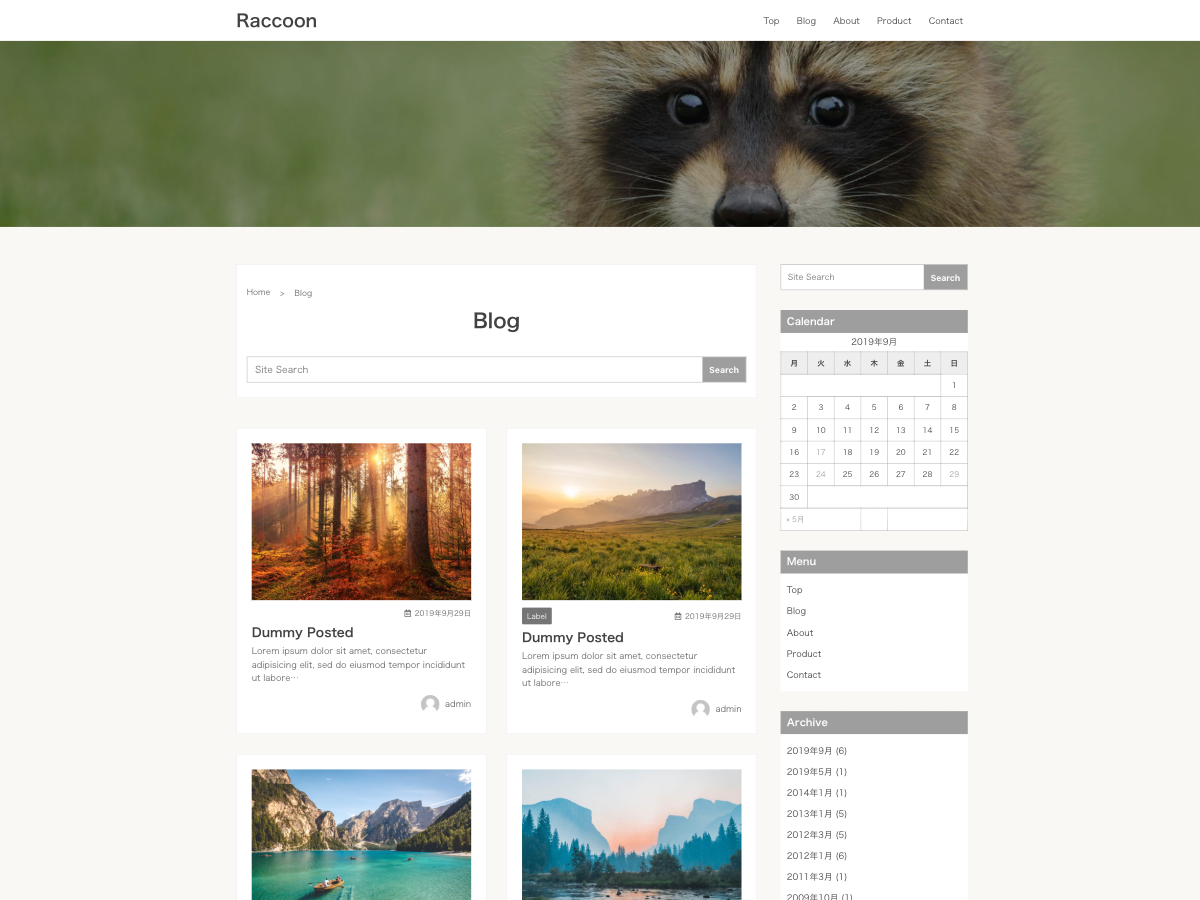 Raccoon
Top Blog About Product Contact
Home > Blog
Blog
Site Search Search
2019年9月29日
Dummy Posted
Lorem ipsum dolor sit amet, consectetur
adipisicing elit, sed do eiusmod tempor incididunt
ut labore…
admin
Label 2019年9月29日
Dummy Posted
Lorem ipsum dolor sit amet, consectetur
adipisicing elit, sed do eiusmod tempor incididunt
ut labore…
admin
Site Search Search
Calendar
2019年9月
月 火 水 木 金 土 日
1
2 3 4 5 6 7 8
9 10 11 12 13 14 15
16 17 18 19 20 21 22
23 24 25 26 27 28 29
30
« 5月
Menu
Top
Blog
About
Product
Contact
Archive
2019年9月 (6)
2019年5月 (1)
2014年1月 (1)
2013年1月 (5)
2012年3月 (5)
2012年1月 (6)
2011年3月 (1)
2009年10月 (1)